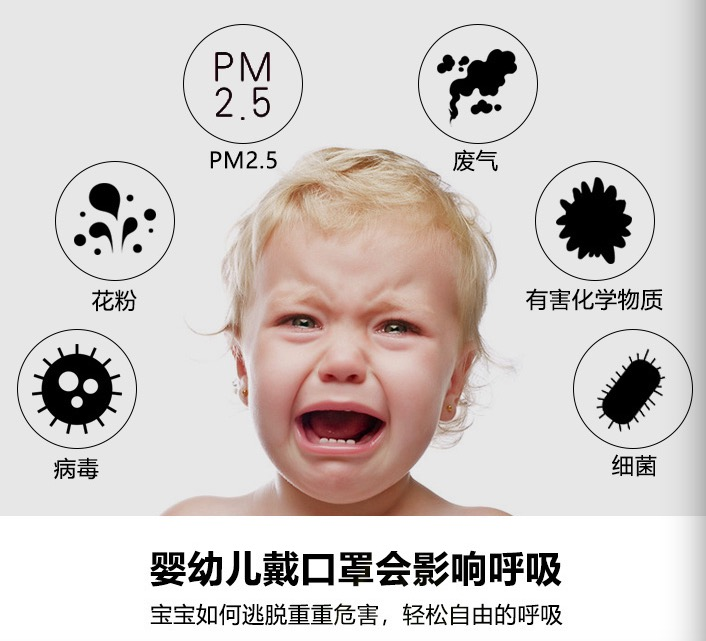 PM
2.5
PM2.5
废气
花粉
有害化学物质
病毒
细菌
婴幼儿戴口罩会影响呼吸
宝宝如何逃脱重重危害，轻松自由的呼吸